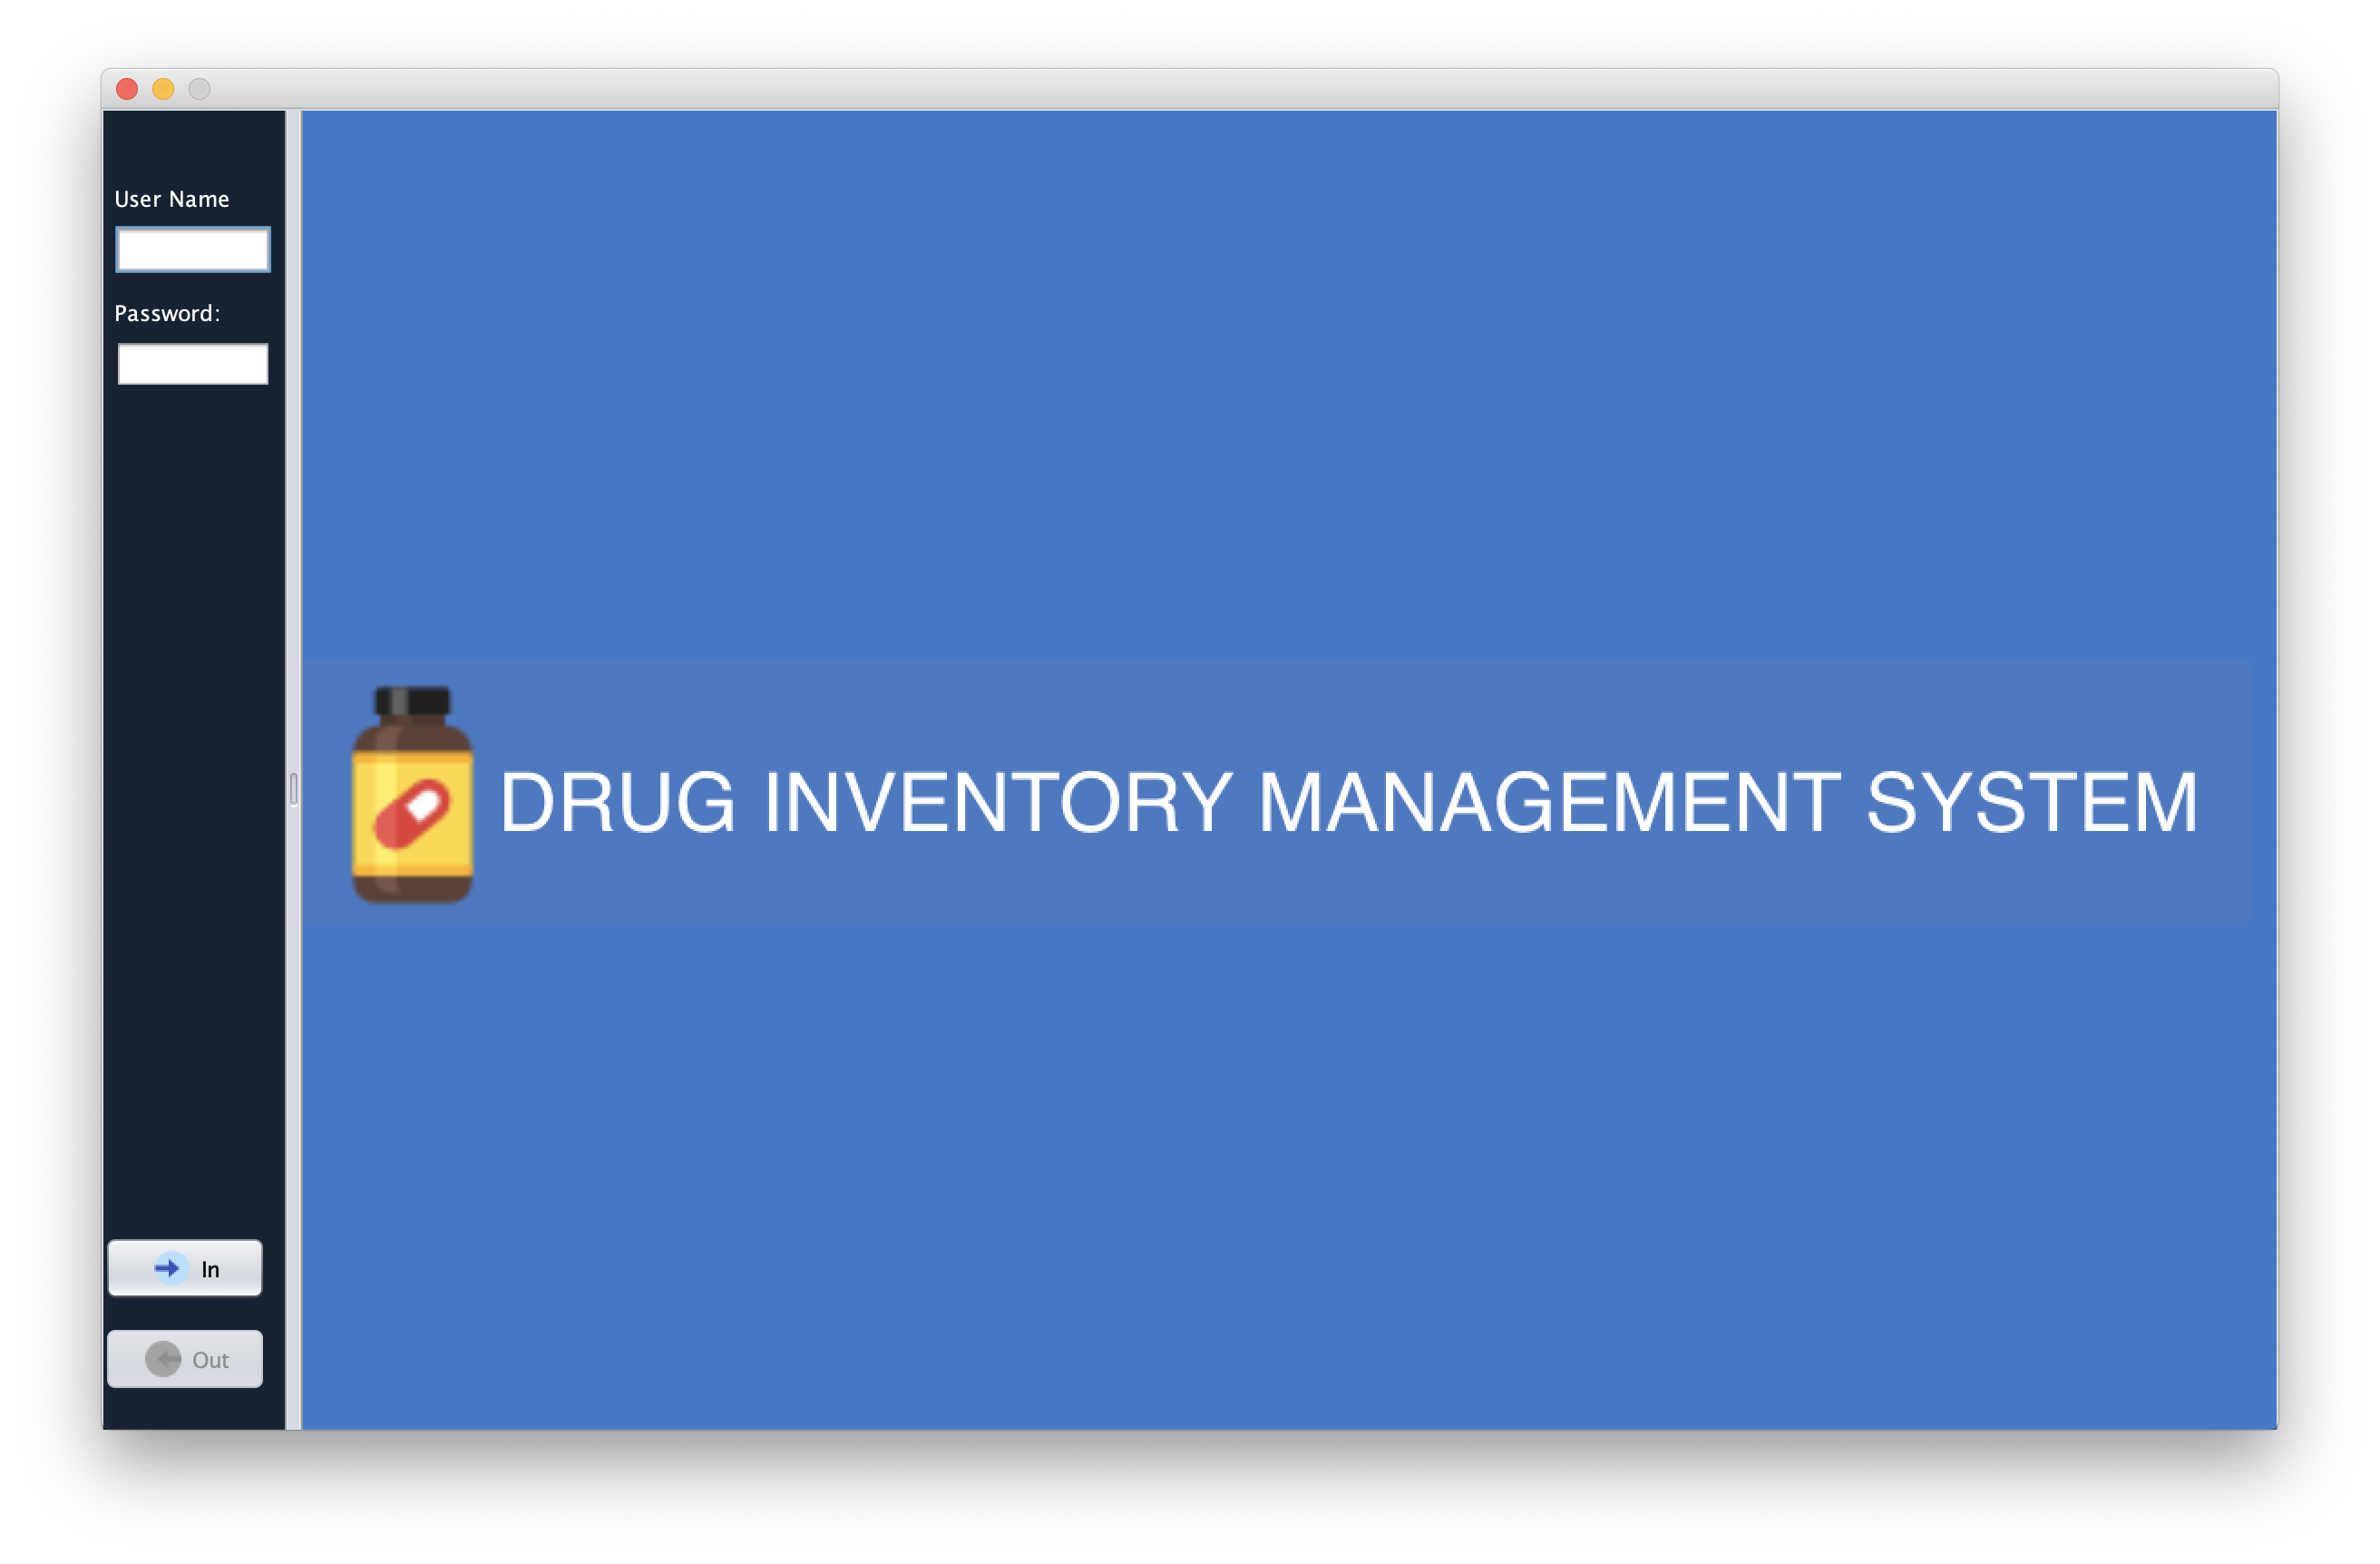 User Name
Password:
DRUG INVENTORY MANAGEMENT SYSTEM
In
Out